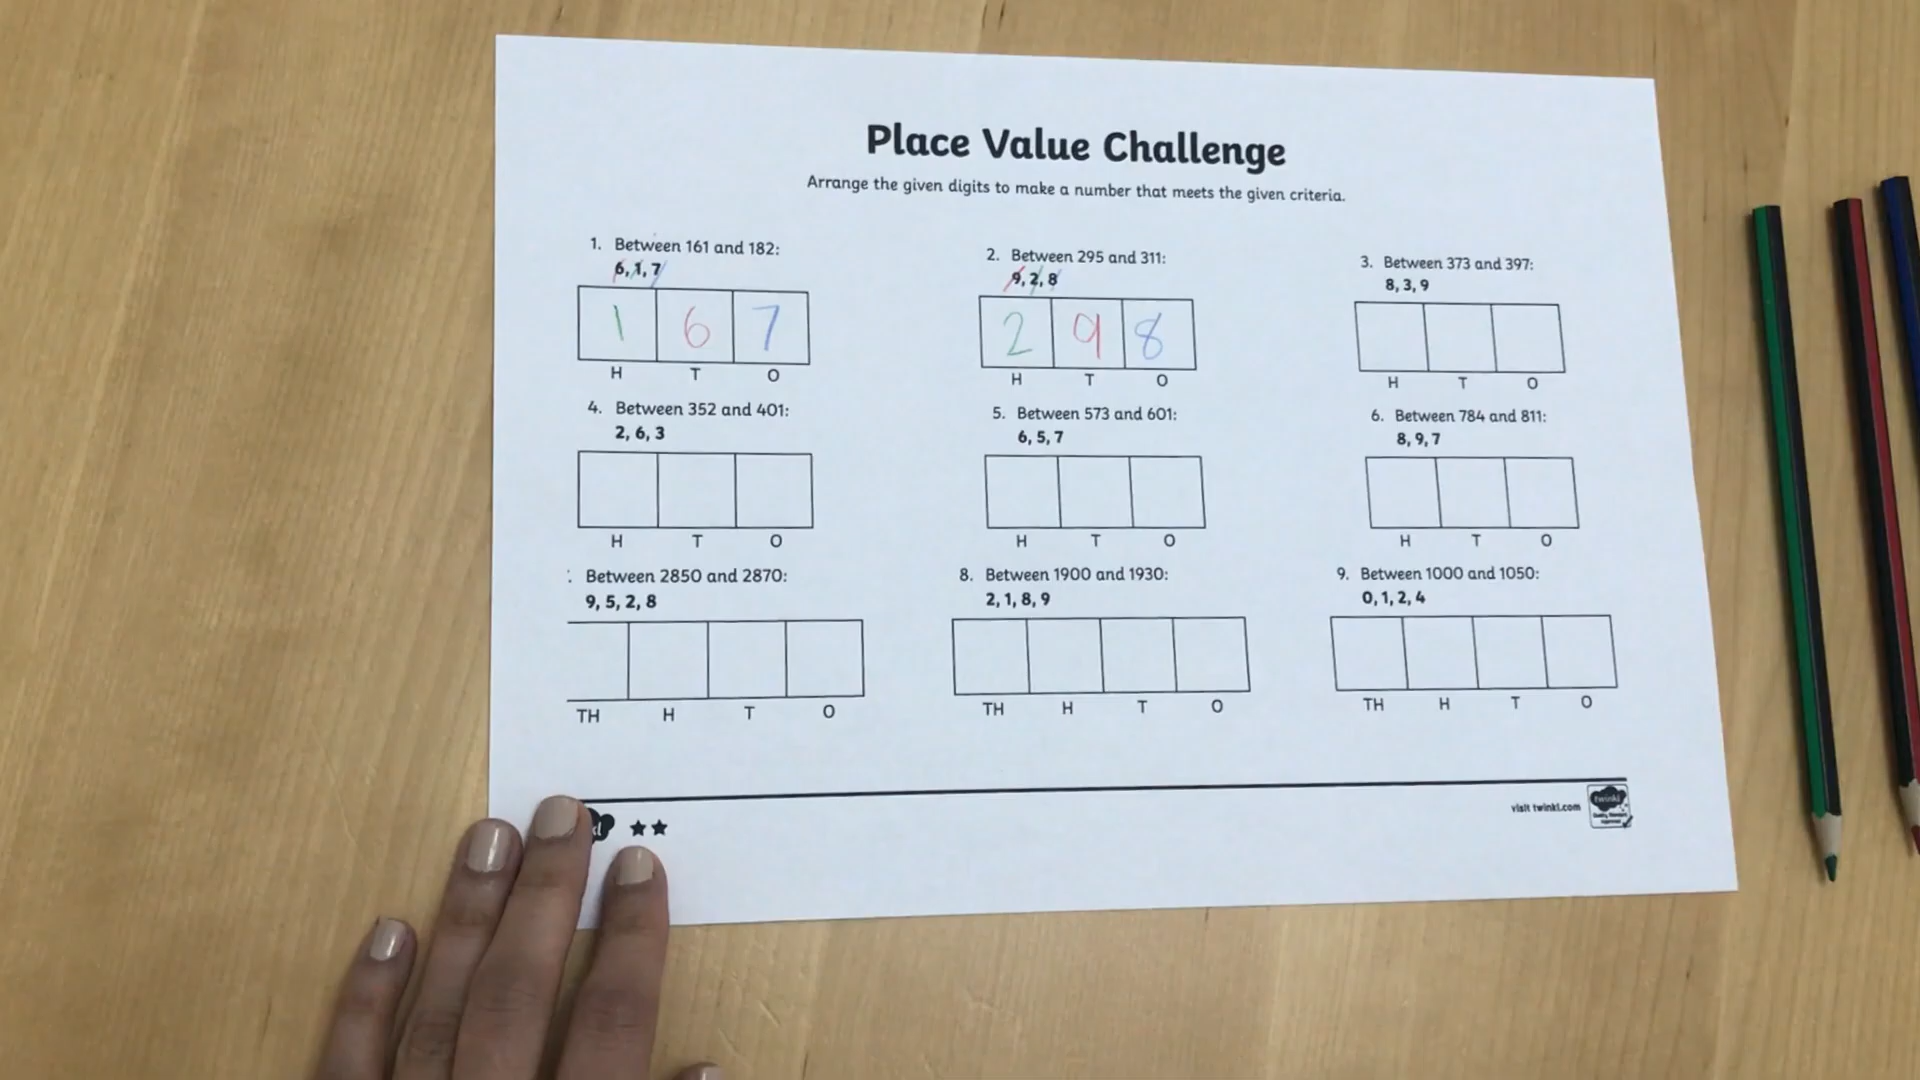 Place Value Challenge
Arrange the given digits to make a number that meets the given criteria.
1. Between 161 and 182:
6, 1, 7
1 6 7
H T O
2. Between 295 and 311:
9, 2, 8
2 9 8
H T O
3. Between 373 and 397:
8, 3, 9
H T O
4. Between 352 and 401:
2, 6, 3
H T O
5. Between 573 and 601:
6, 5, 7
H T O
6. Between 784 and 811:
8, 9, 7
H T O
Between 2850 and 2870:
9, 5, 2, 8
TH H T O
8. Between 1900 and 1930:
2, 1, 8, 9
TH H T O
9. Between 1000 and 1050:
0, 1, 2, 4
TH H T O
visit twinkl.com
twinkl